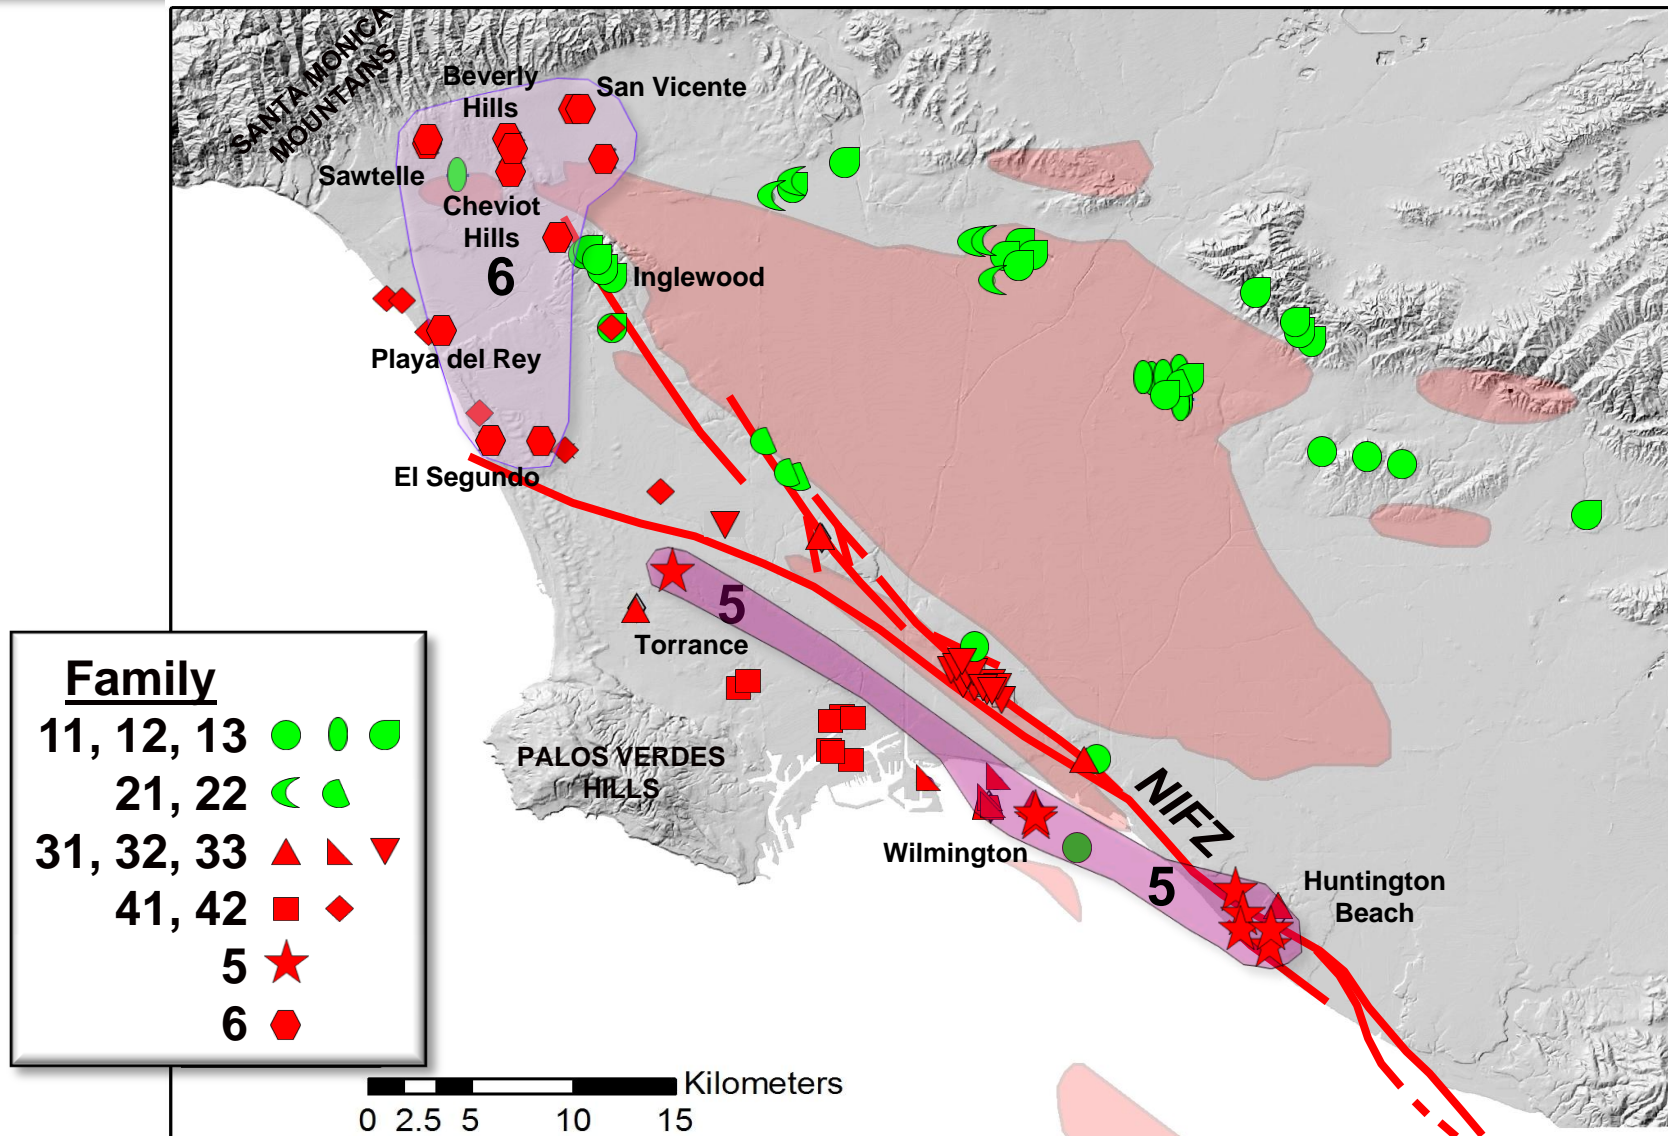 SANTA MONICA
MOUNTAINS
Beverly
Hills
San Vicente
Sawtelle
Cheviot
Hills
6
Inglewood
Playa del Rey
El Segundo
5
Torrance
PALOS VERDES
HILLS
NIFZ
Wilmington
5
Huntington
Beach
Family
11, 12, 13
21, 22
31, 32, 33
41, 42
5
6
Kilometers
0 2.5 5 10 15